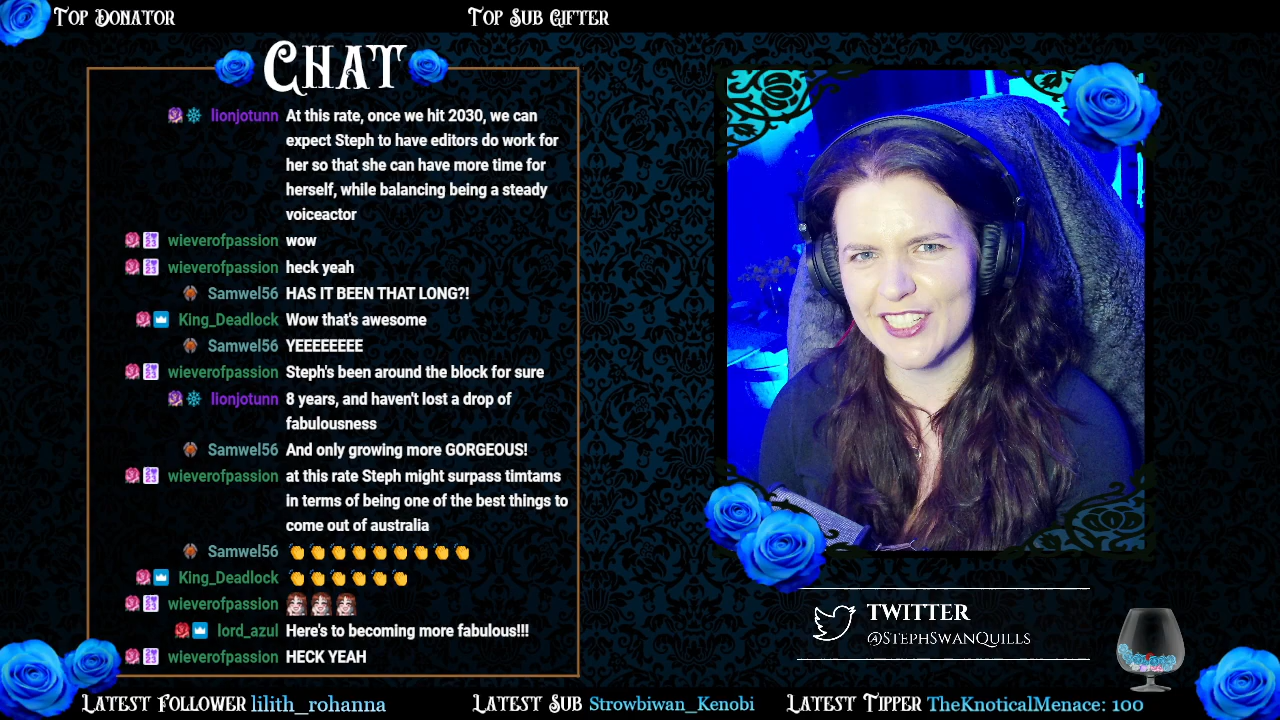 Top Donator
Top Sub Gifter
Chat
lionjotunn At this rate, once we hit 2030, we can
expect Steph to have editors do work for
her so that she can have more time for
herself, while balancing being a steady
voiceactor
wieverofpassion wow
wieverofpassion heck yeah
Samwel56 HAS IT BEEN THAT LONG?!
King_Deadlock Wow that's awesome
Samwel56 YEEEEEEEE
wieverofpassion Steph's been around the block for sure
lionjotunn 8 years, and haven't lost a drop of
fabulousness
Samwel56 And only growing more GORGEOUS!
wieverofpassion at this rate Steph might surpass timtams
in terms of being one of the best things to
come out of australia
Samwel56 👏👏👏👏👏👏👏👏👏
King_Deadlock 👏👏👏👏👏👏
wieverofpassion
lord_azul Here's to becoming more fabulous!!!
wieverofpassion HECK YEAH
Twitter
@StephSwanQuills
Latest Follower lilith_rohanna
Latest Sub Strowbiwan_Kenobi
Latest Tipper TheKnoticalMenace: 100